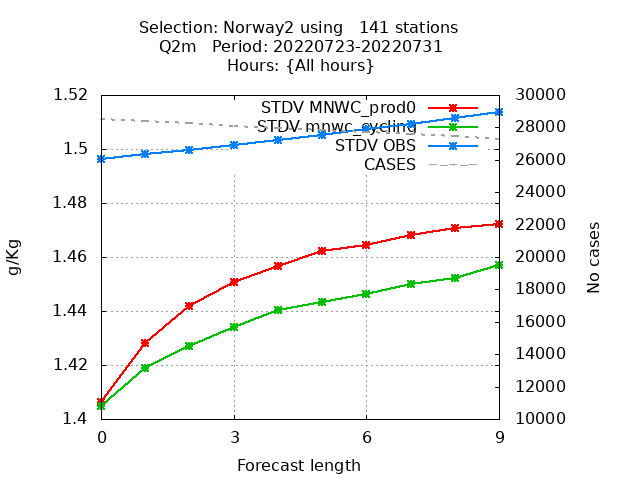 Selection: Norway2 using   141 stations
Q2m   Period: 20220723-20220731
Hours: {All hours}
STDV MNWC_prod0
STDV mnwc_cycling
STDV OBS
CASES
1.52
1.5
1.48
1.46
1.44
1.42
1.4
g/Kg
30000
28000
26000
24000
22000
20000
18000
16000
14000
12000
10000
No cases
0 3 6 9
Forecast length